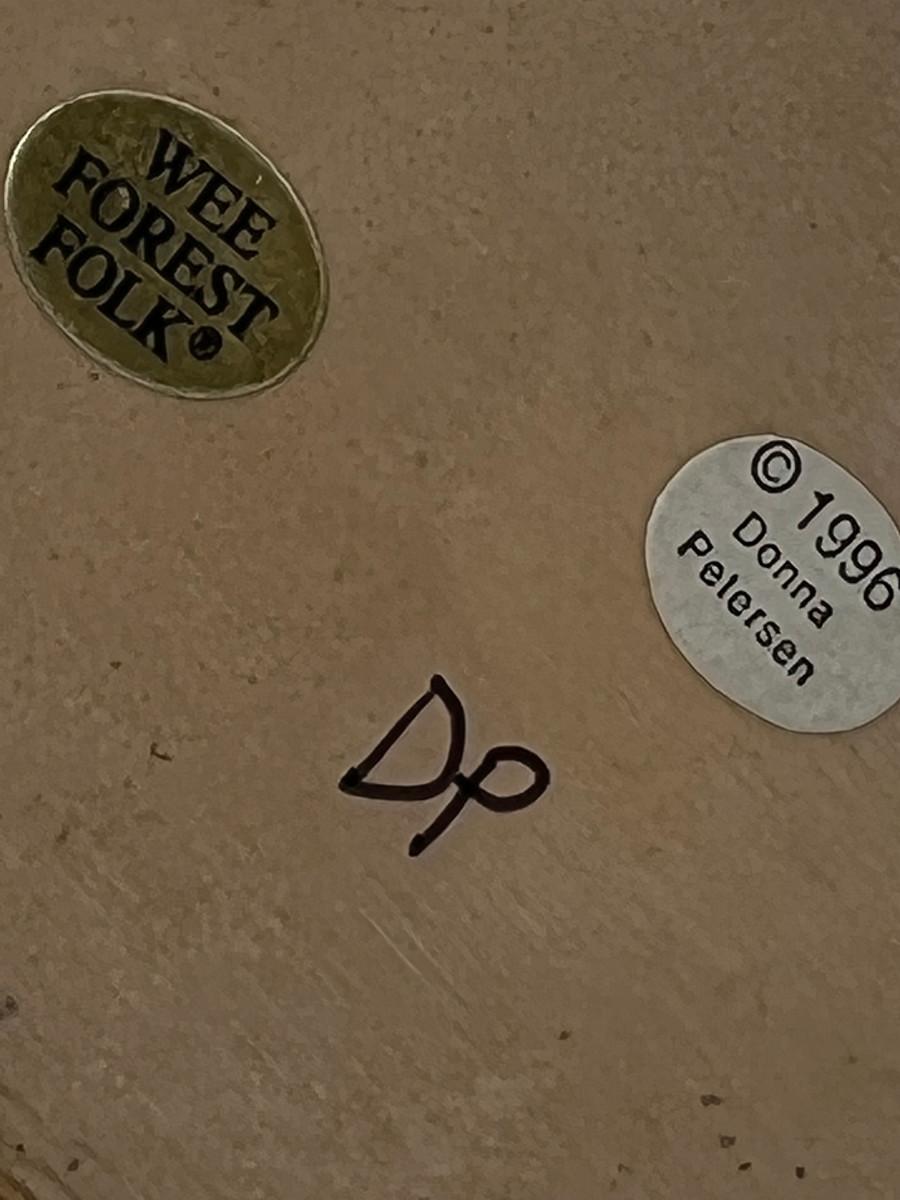 WEE
FOREST
FOLK®
© 1996
Donna
Petersen
DP